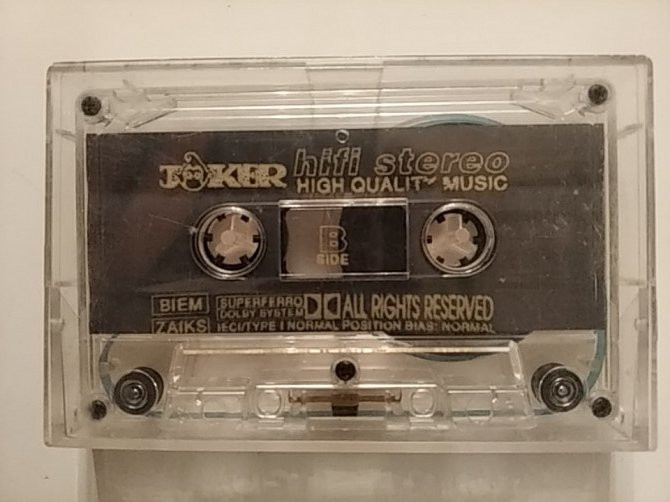 JOKER hifi stereo
HIGH QUALITY MUSIC
B
SIDE
BIEM
ZAIKS
SUPERFERRO
DOLBY SYSTEM
ALL RIGHTS RESERVED
IECI/TYPE I NORMAL POSITION BIAS: NORMAL